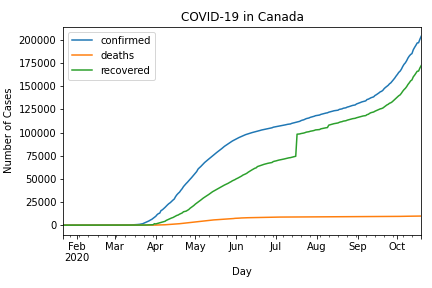 COVID-19 in Canada
confirmed
deaths
recovered
Number of Cases
200000
175000
150000
125000
100000
75000
50000
25000
0
Feb Mar Apr May Jun Jul Aug Sep Oct
2020
Day